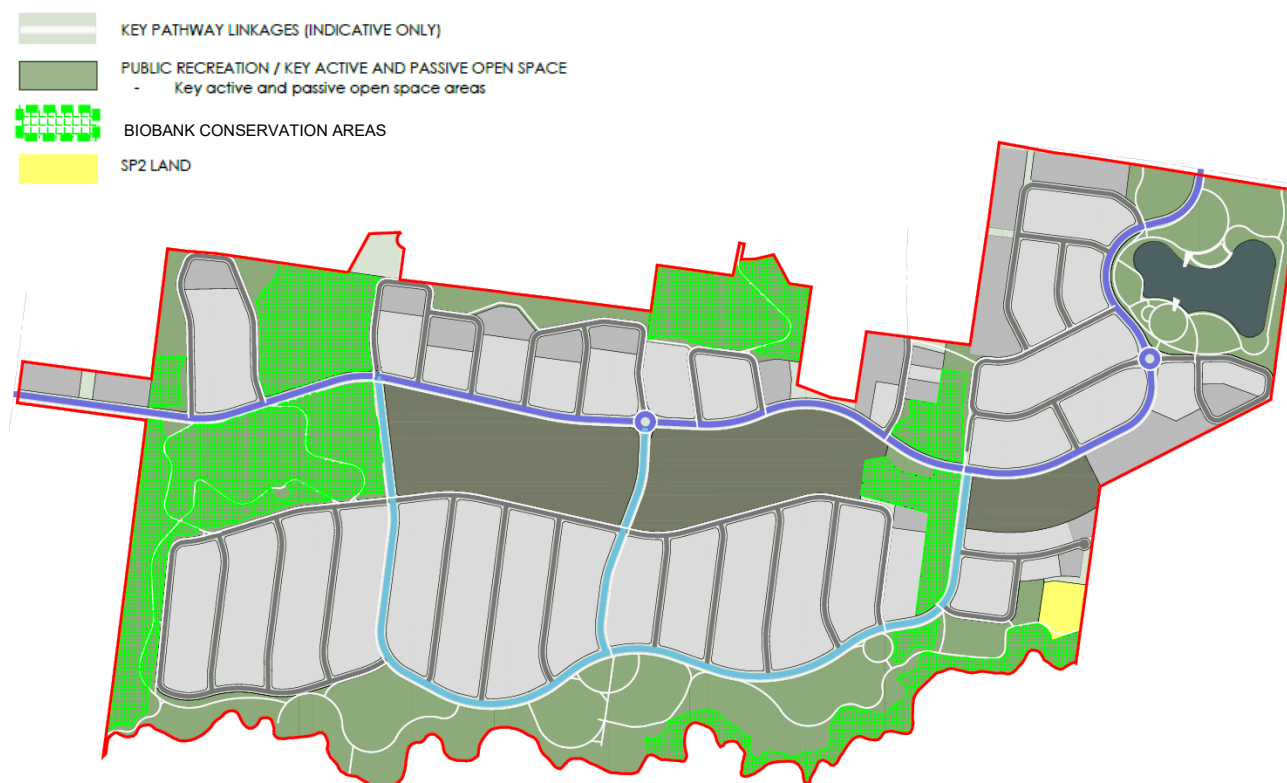 KEY PATHWAY LINKAGES (INDICATIVE ONLY)
PUBLIC RECREATION / KEY ACTIVE AND PASSIVE OPEN SPACE
- Key active and passive open space areas
BIOBANK CONSERVATION AREAS
SP2 LAND